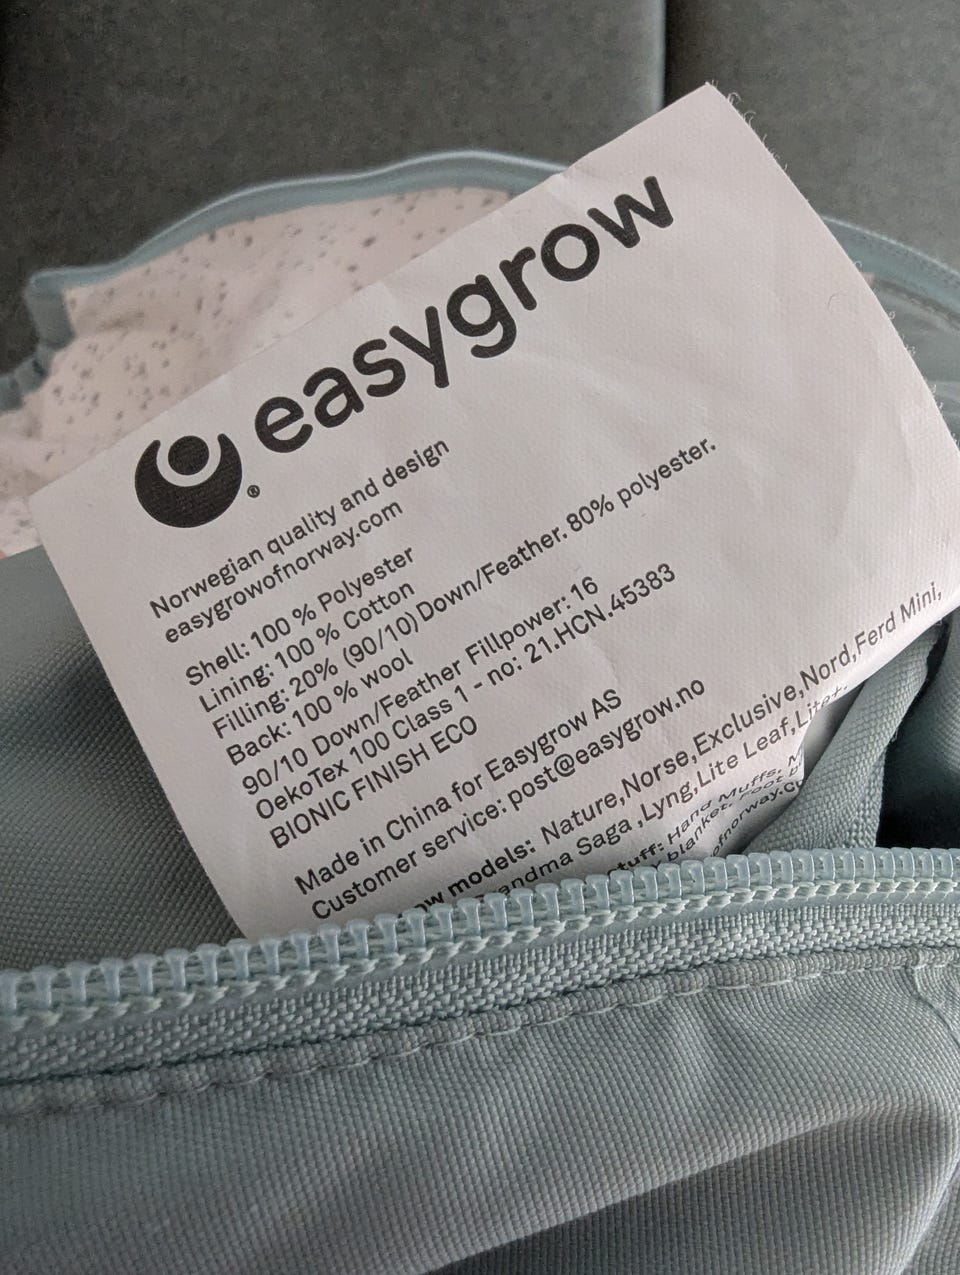 easygrow
®
Norwegian quality and design
easygrowofnorway.com
Shell: 100 % Polyester
Lining: 100 % Cotton
Filling: 20% (90/10) Down/Feather. 80% polyester.
Back: 100 % wool
90/10 Down/Feather Fillpower: 16
OekoTex 100 Class 1 - no: 21.HCN.45383
BIONIC FINISH ECO
Made in China for Easygrow AS
Customer service: post@easygrow.no
models: Nature,Norse,Exclusive,Nord,Ferd Mini,
Saga ,Lyng,Lite Leaf,Lite+.
Hand Muffs,
blanket.